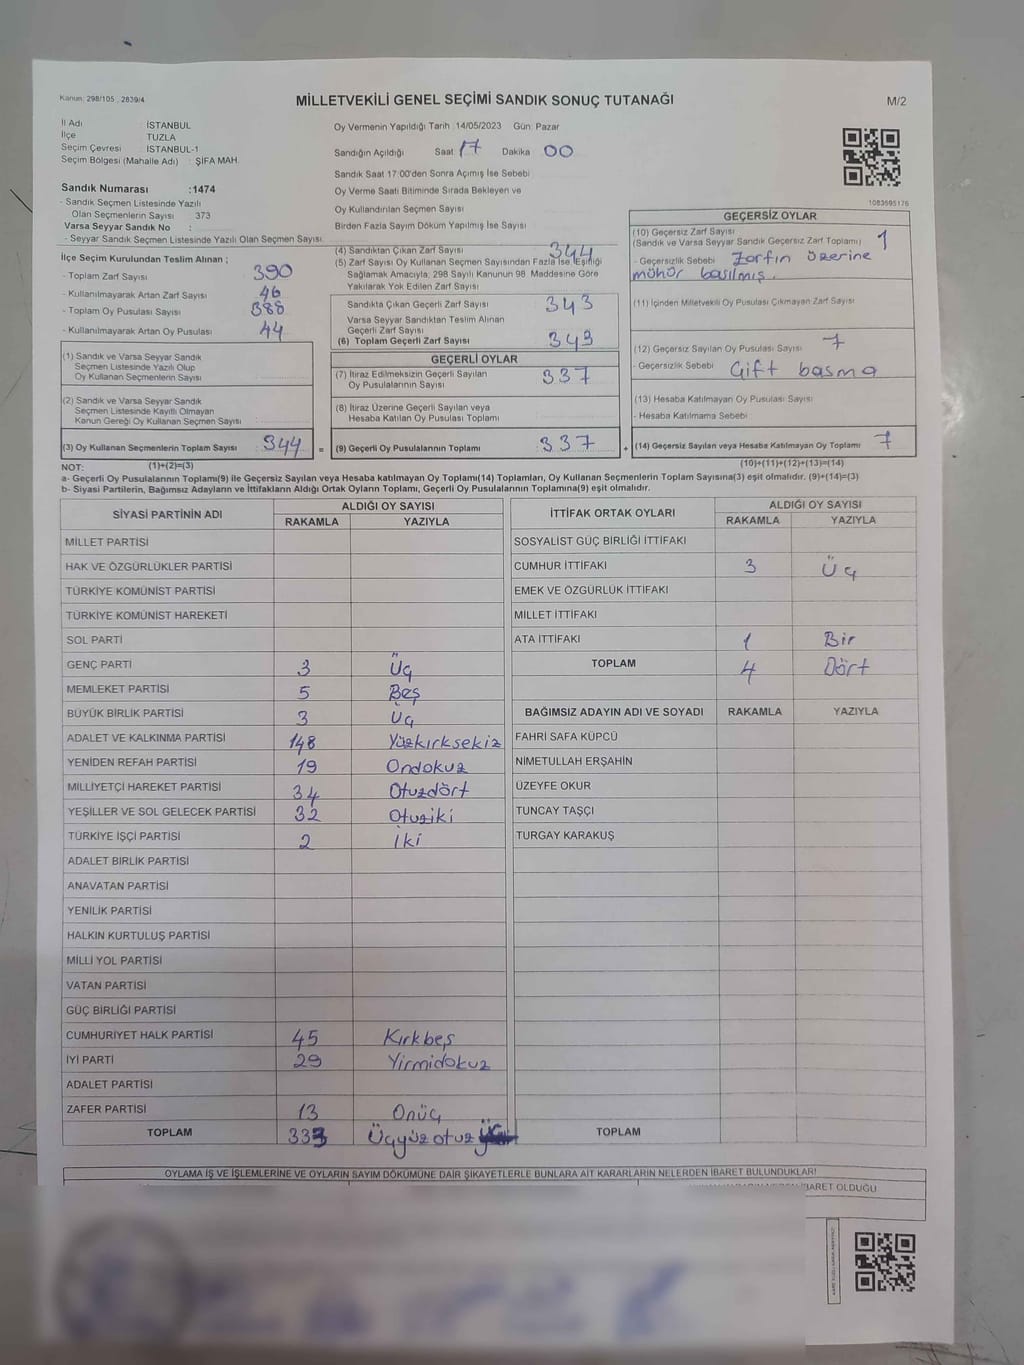 Kanun: 298/105 , 2839/4
MİLLETVEKİLİ GENEL SEÇİMİ SANDIK SONUÇ TUTANAĞI
M/2
İl Adı : İSTANBUL
İlçe TUZLA
Seçim Çevresi : İSTANBUL-1
Seçim Bölgesi (Mahalle Adı) : ŞİFA MAH.
Oy Vermenin Yapıldığı Tarih :14/05/2023 Gün: Pazar
Sandığın Açıldığı Saat 17 Dakika 00
Sandık Saat 17:00'den Sonra Açımış İse Sebebi
Oy Verme Saati Bitiminde Sırada Bekleyen ve
Oy Kullandırılan Seçmen Sayısı
Birden Fazla Sayım Döküm Yapılmış İse Sayısı
Sandık Numarası :1474
- Sandık Seçmen Listesinde Yazılı
Olan Seçmenlerin Sayısı 373
Varsa Seyyar Sandık No :
- Seyyar Sandık Seçmen Listesinde Yazılı Olan Seçmen Sayısı
İlçe Seçim Kurulundan Teslim Alınan ;
- Toplam Zarf Sayısı 390
- Kullanılmayarak Artan Zarf Sayısı 46
- Toplam Oy Pusulası Sayısı 388
- Kullanılmayarak Artan Oy Pusulası 44
(1) Sandık ve Varsa Seyyar Sandık
Seçmen Listesinde Yazılı Olup
Oy Kullanan Seçmenlerin Sayısı
(2) Sandık ve Varsa Seyyar Sandık
Seçmen Listesinde Kayıtlı Olmayan
Kanun Gereği Oy Kullanan Seçmen Sayısı
(3) Oy Kullanan Seçmenlerin Toplam Sayısı 344 =
(4) Sandıktan Çıkan Zarf Sayısı 344
(5) Zarf Sayısı Oy Kullanan Seçmen Sayısından Fazla İse, Eşitliği
Sağlamak Amacıyla; 298 Sayılı Kanunun 98. Maddesine Göre
Yakılarak Yok Edilen Zarf Sayısı
Sandıkta Çıkan Geçerli Zarf Sayısı 343
Varsa Seyyar Sandıktan Teslim Alınan
Geçerli Zarf Sayısı
(6) Toplam Geçerli Zarf Sayısı 343
GEÇERLİ OYLAR
(7) İtiraz Edilmeksizin Geçerli Sayılan
Oy Pusulalarının Sayısı 337
(8) İtiraz Üzerine Geçerli Sayılan veya
Hesaba Katılan Oy Pusulası Toplamı
(9) Geçerli Oy Pusulalarının Toplamı 337 +
1083595176
GEÇERSİZ OYLAR
(10) Geçersiz Zarf Sayısı
(Sandık ve Varsa Seyyar Sandık Geçersiz Zarf Toplamı) 1
- Geçersizlik Sebebi Zarfın üzerine
mühür basılmış.
(11) İçinden Milletvekili Oy Pusulası Çıkmayan Zarf Sayısı
(12) Geçersiz Sayılan Oy Pusulası Sayısı 7
- Geçersizlik Sebebi Çift basma
(13) Hesaba Katılmayan Oy Pusulası Sayısı
- Hesaba Katılmama Sebebi
(14) Geçersiz Sayılan veya Hesaba Katılmayan Oy Toplamı 7
NOT: (1)+(2)=(3) (10)+(11)+(12)+(13)=(14)
a- Geçerli Oy Pusulalarının Toplamı(9) ile Geçersiz Sayılan veya Hesaba katılmayan Oy Toplamı(14) Toplamları, Oy Kullanan Seçmenlerin Toplam Sayısına(3) eşit olmalıdır. (9)+(14)=(3)
b- Siyasi Partilerin, Bağımsız Adayların ve İttifakların Aldığı Ortak Oyların Toplamı, Geçerli Oy Pusulalarının Toplamına(9) eşit olmalıdır.
SİYASİ PARTİNİN ADI
ALDIĞI OY SAYISI
RAKAMLA YAZIYLA
MİLLET PARTİSİ
HAK VE ÖZGÜRLÜKLER PARTİSİ
TÜRKİYE KOMÜNİST PARTİSİ
TÜRKİYE KOMÜNİST HAREKETİ
SOL PARTİ
GENÇ PARTİ 3 Üç
MEMLEKET PARTİSİ 5 Beş
BÜYÜK BİRLİK PARTİSİ 3 Üç
ADALET VE KALKINMA PARTİSİ 148 Yüzkırksekiz
YENİDEN REFAH PARTİSİ 19 Ondokuz
MİLLİYETÇİ HAREKET PARTİSİ 34 Otuzdört
YEŞİLLER VE SOL GELECEK PARTİSİ 32 Otuziki
TÜRKİYE İŞÇİ PARTİSİ 2 İki
ADALET BİRLİK PARTİSİ
ANAVATAN PARTİSİ
YENİLİK PARTİSİ
HALKIN KURTULUŞ PARTİSİ
MİLLİ YOL PARTİSİ
VATAN PARTİSİ
GÜÇ BİRLİĞİ PARTİSİ
CUMHURİYET HALK PARTİSİ 45 Kırkbeş
İYİ PARTİ 29 Yirmidokuz
ADALET PARTİSİ
ZAFER PARTİSİ 13 Onüç
TOPLAM 333 Üçyüzotuz
İTTİFAK ORTAK OYLARI
ALDIĞI OY SAYISI
RAKAMLA YAZIYLA
SOSYALİST GÜÇ BİRLİĞİ İTTİFAKI
CUMHUR İTTİFAKI 3 Üç
EMEK VE ÖZGÜRLÜK İTTİFAKI
MİLLET İTTİFAKI
ATA İTTİFAKI 1 Bir
TOPLAM 4 Dört
BAĞIMSIZ ADAYIN ADI VE SOYADI RAKAMLA YAZIYLA
FAHRİ SAFA KÜPCÜ
NİMETULLAH ERŞAHİN
ÜZEYFE OKUR
TUNCAY TAŞÇI
TURGAY KARAKUŞ
TOPLAM
OYLAMA İŞ VE İŞLEMLERİNE VE OYLARIN SAYIM DÖKÜMÜNE DAİR ŞİKAYETLERLE BUNLARA AİT KARARLARIN NELERDEN İBARET BULUNDUKLARI
İBARET OLDUĞU